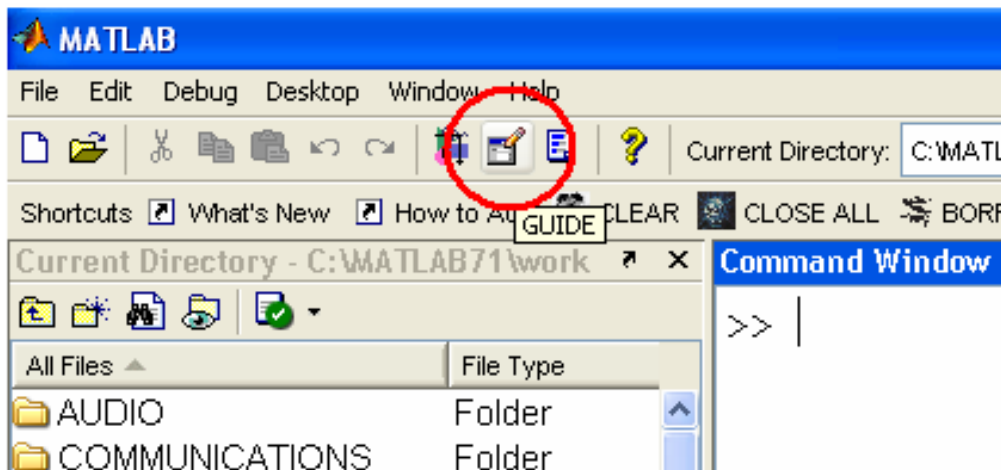 MATLAB
File Edit Debug Desktop Window Help
Current Directory: C:\MATL
Shortcuts What's New How to CLEAR CLOSE ALL BORR
GUIDE
Current Directory - C:\MATLAB71\work
Command Window
>>
All Files File Type
AUDIO Folder
COMMUNICATIONS Folder